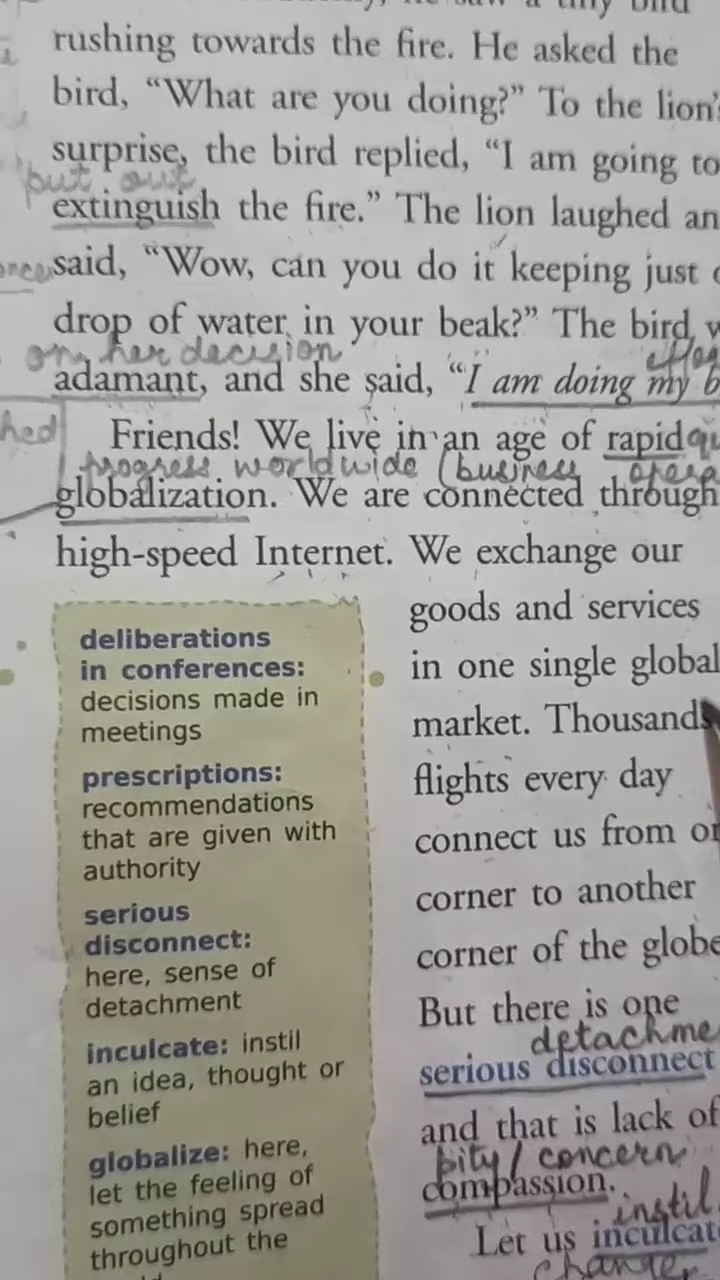 rushing towards the fire. He asked the
bird, “What are you doing?” To the lion's
surprise, the bird replied, “I am going to
put out
extinguish the fire.” The lion laughed
said, “Wow, can you do it keeping just
drop of water in your beak?” The bird
on her decision
adamant, and she said, “I am doing my
Friends! We live in an age of rapid
progress worldwide (business
globalization. We are connected through
high-speed Internet. We exchange our
goods and services
in one single global
market. Thousands
flights every day
connect us from
corner to another
corner of the globe
But there is one
serious disconnect
and that is lack of
pity / concern
compassion.
instil
Let us
deliberations
in conferences:
decisions made in
meetings
prescriptions:
recommendations
that are given with
authority
serious
disconnect:
here, sense of
detachment
inculcate: instil
an idea, thought or
belief
globalize: here,
let the feeling of
something spread
throughout the